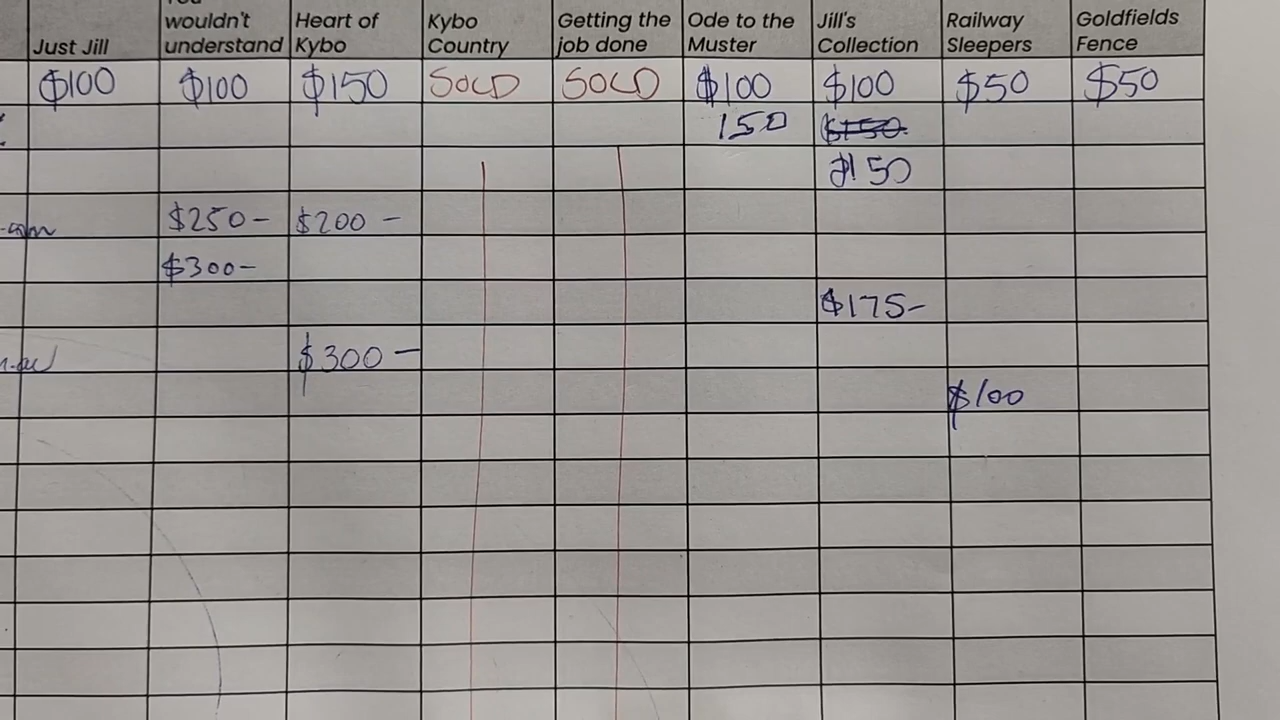 Just Jill You wouldn't understand Heart of Kybo Kybo Country Getting the job done Ode to the Muster Jill's Collection Railway Sleepers Goldfields Fence
$100 $100 $150 SOLD SOLD $100 $100 $50 $50
150 $150
$150
$250- $200 -
$300-
$175-
$300 -
$100